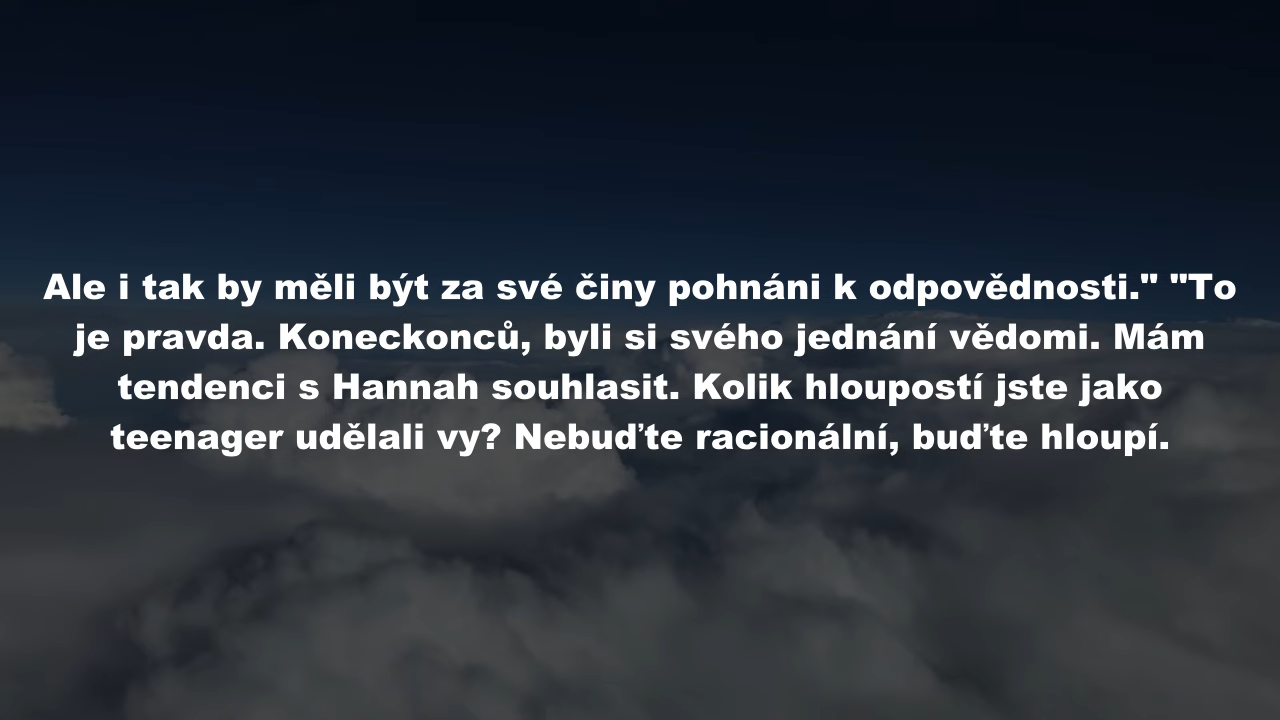 Ale i tak by měli být za své činy pohnáni k odpovědnosti." "To
je pravda. Koneckonců, byli si svého jednání vědomi. Mám
tendenci s Hannah souhlasit. Kolik hloupostí jste jako
teenager udělali vy? Nebuďte racionální, buďte hloupí.